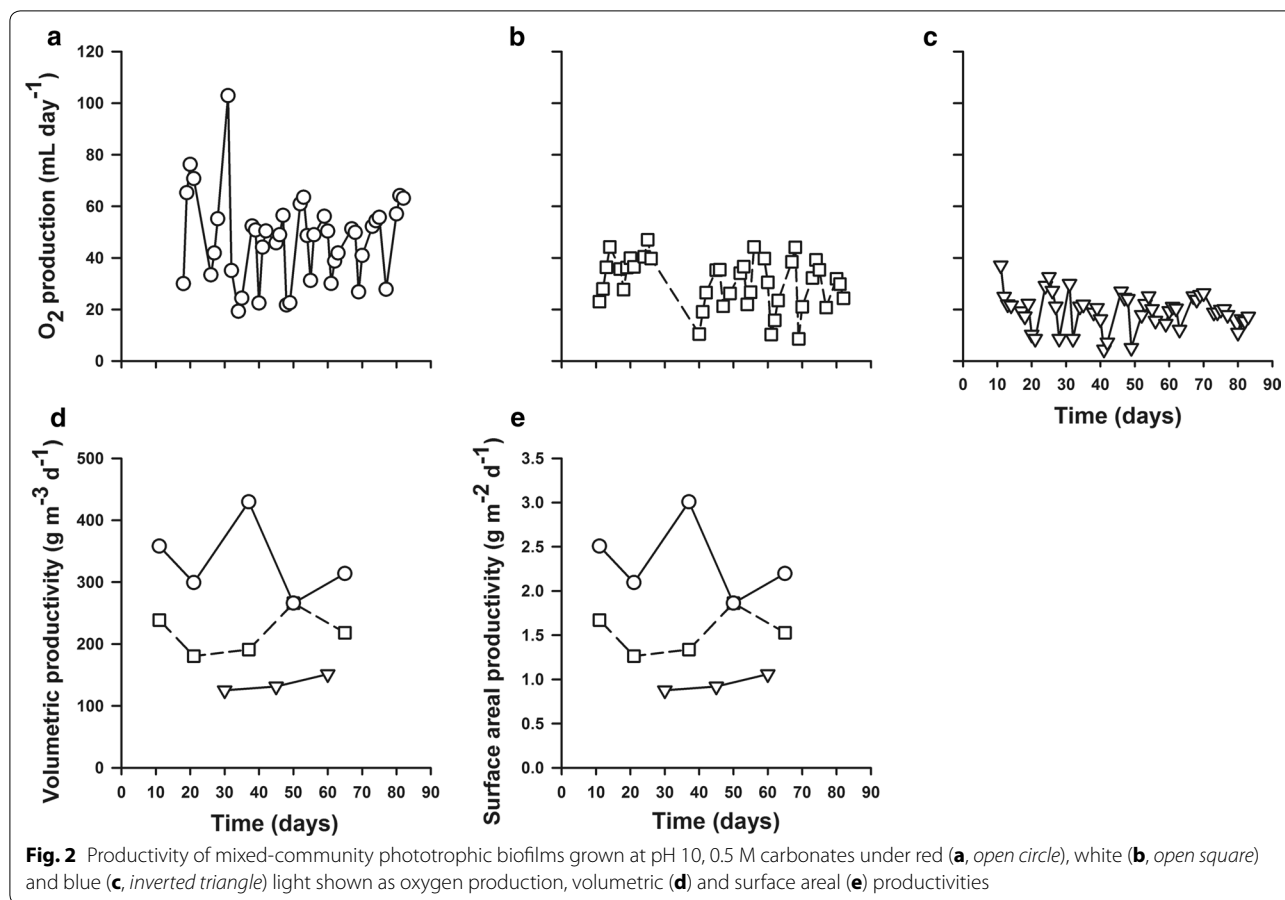 a
b
c
120
100
80
60
40
20
0
O2 production (mL day-1)
0 10 20 30 40 50 60 70 80 90
Time (days)
d
e
500
400
300
200
100
0
Volumetric productivity (g m-3 d-1)
0 10 20 30 40 50 60 70 80 90
Time (days)
3.5
3.0
2.5
2.0
1.5
1.0
0.5
0.0
Surface areal productivity (g m-2 d-1)
0 10 20 30 40 50 60 70 80 90
Time (days)
Fig. 2 Productivity of mixed-community phototrophic biofilms grown at pH 10, 0.5 M carbonates under red (a, open circle), white (b, open square)
and blue (c, inverted triangle) light shown as oxygen production, volumetric (d) and surface areal (e) productivities